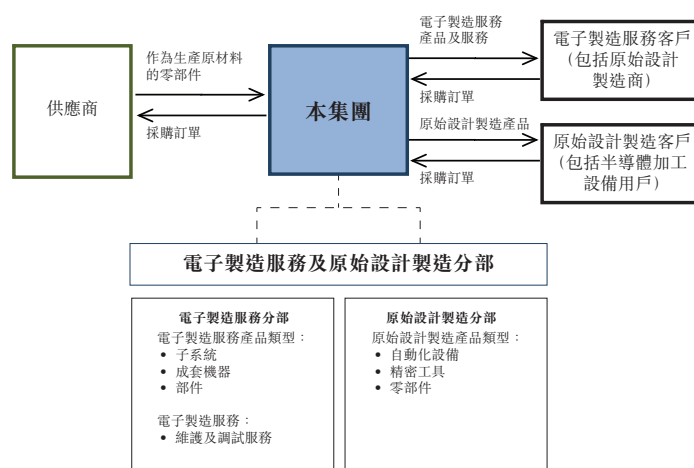 供應商
作為生產原材料
的零部件
採購訂單
本集團
電子製造服務
產品及服務
採購訂單
原始設計製造產品
採購訂單
電子製造服務客戶
(包括原始設計
製造商)
原始設計製造客戶
(包括半導體加工
設備用戶)
電子製造服務及原始設計製造分部
電子製造服務分部
電子製造服務產品類型：
• 子系統
• 成套機器
• 部件
電子製造服務：
• 維護及調試服務
原始設計製造分部
原始設計製造產品類型：
• 自動化設備
• 精密工具
• 零部件